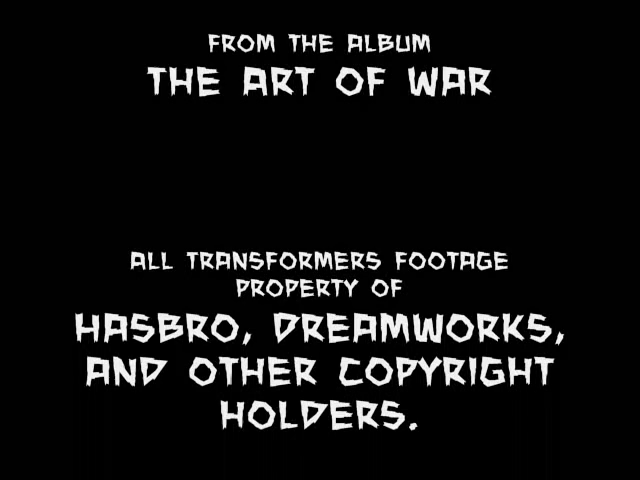 FROM THE ALBUM
THE ART OF WAR
ALL TRANSFORMERS FOOTAGE
PROPERTY OF
HASBRO, DREAMWORKS,
AND OTHER COPYRIGHT
HOLDERS.